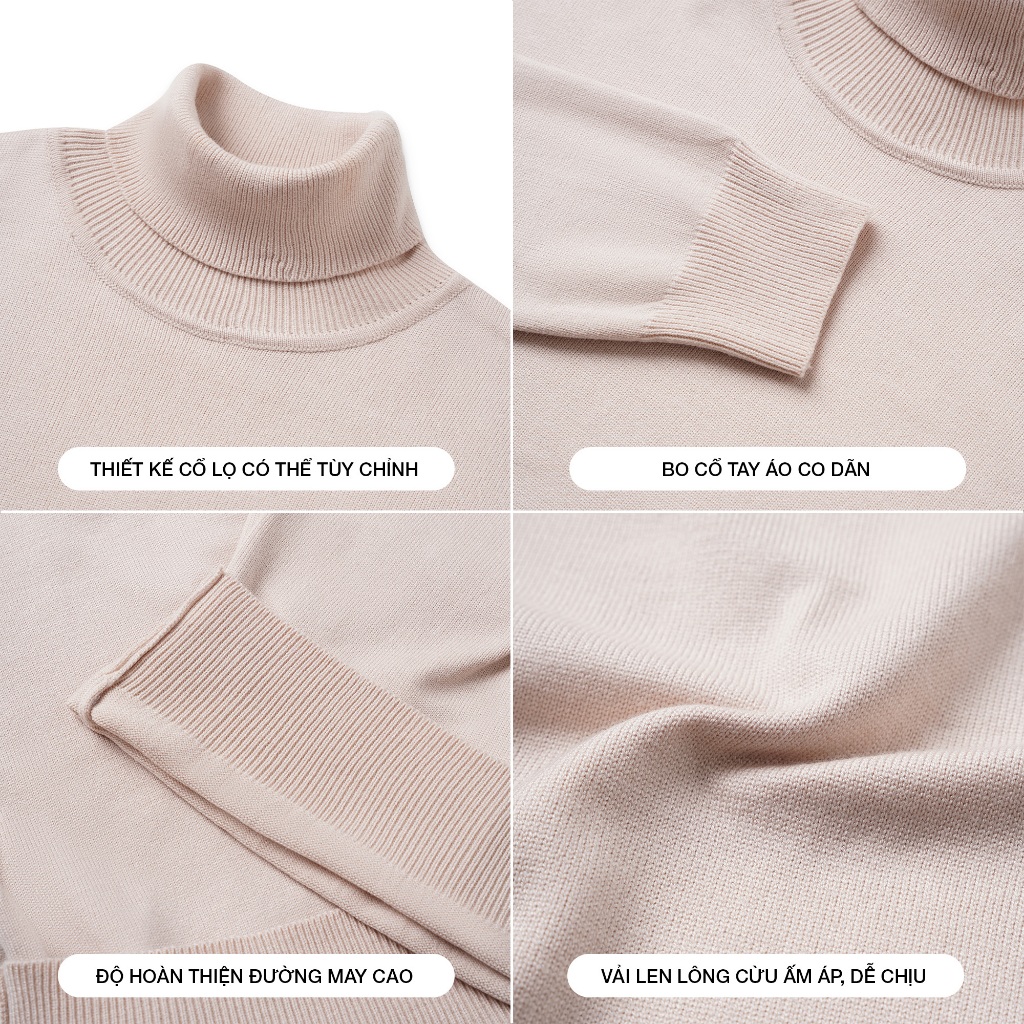 THIẾT KẾ CỔ LỌ CÓ THỂ TÙY CHỈNH
BO CỔ TAY ÁO CO DÃN
ĐỘ HOÀN THIỆN ĐƯỜNG MAY CAO
VẢI LEN LÔNG CỪU ẤM ÁP, DỄ CHỊU